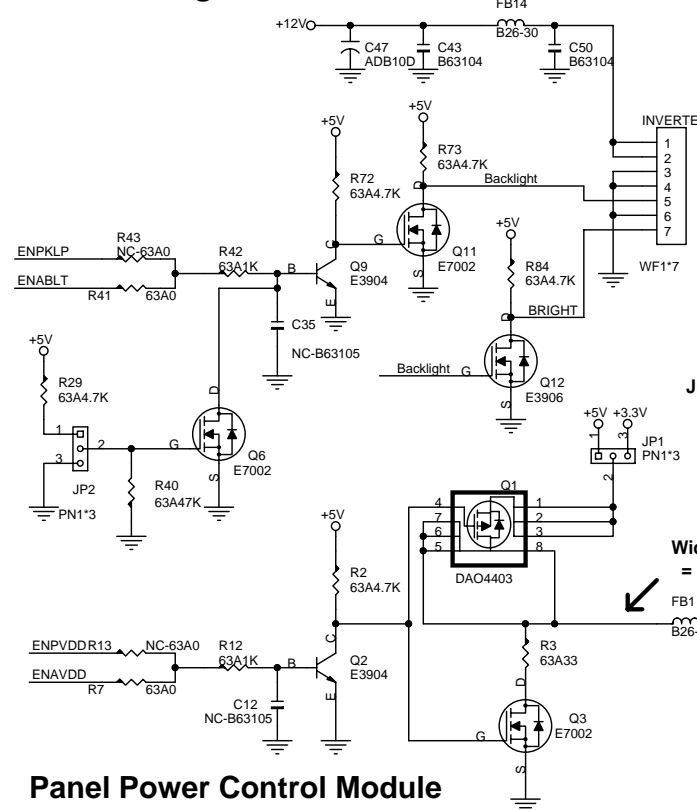 FB14
+12V
B26-30
C47
ADB10D
C43
B63104
C50
B63104
INVERTE
1
2
3
4
5
6
7
WF1*7
+5V
R72
63A4.7K
+5V
R73
63A4.7K
D
Backlight
G
Q11
E7002
S
ENPKLP
R43
NC-63A0
ENABLT
R41
63A0
R42
63A1K
B
C
Q9
E3904
E
C35
NC-B63105
+5V
R84
63A4.7K
D
BRIGHT
Backlight
G
Q12
E3906
S
+5V
R29
63A4.7K
1
2
3
JP2
PN1*3
R40
63A47K
D
G
Q6
E7002
S
J
+5V
+3.3V
1
3
JP1
PN1*3
2
Q1
4
7
6
5
1
2
3
8
DAO4403
+5V
R2
63A4.7K
Wi
=
FB1
B26-
ENPVDD
R13
NC-63A0
ENAVDD
R7
63A0
R12
63A1K
B
C
Q2
E3904
E
C12
NC-B63105
R3
63A33
D
G
Q3
E7002
S
Panel Power Control Module